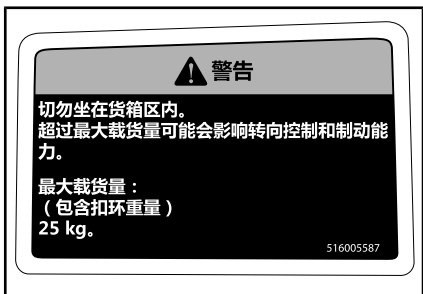 警告
切勿坐在货箱区内。
超过最大载货量可能会影响转向控制和制动能
力。
最大载货量：
（包含扣环重量）
25 kg。
516005587